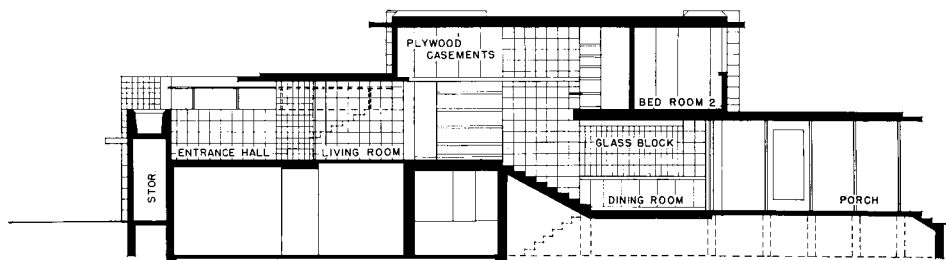 PLYWOOD
CASEMENTS
BED ROOM 2
ENTRANCE HALL
LIVING ROOM
GLASS BLOCK
STOR.
DINING ROOM
PORCH